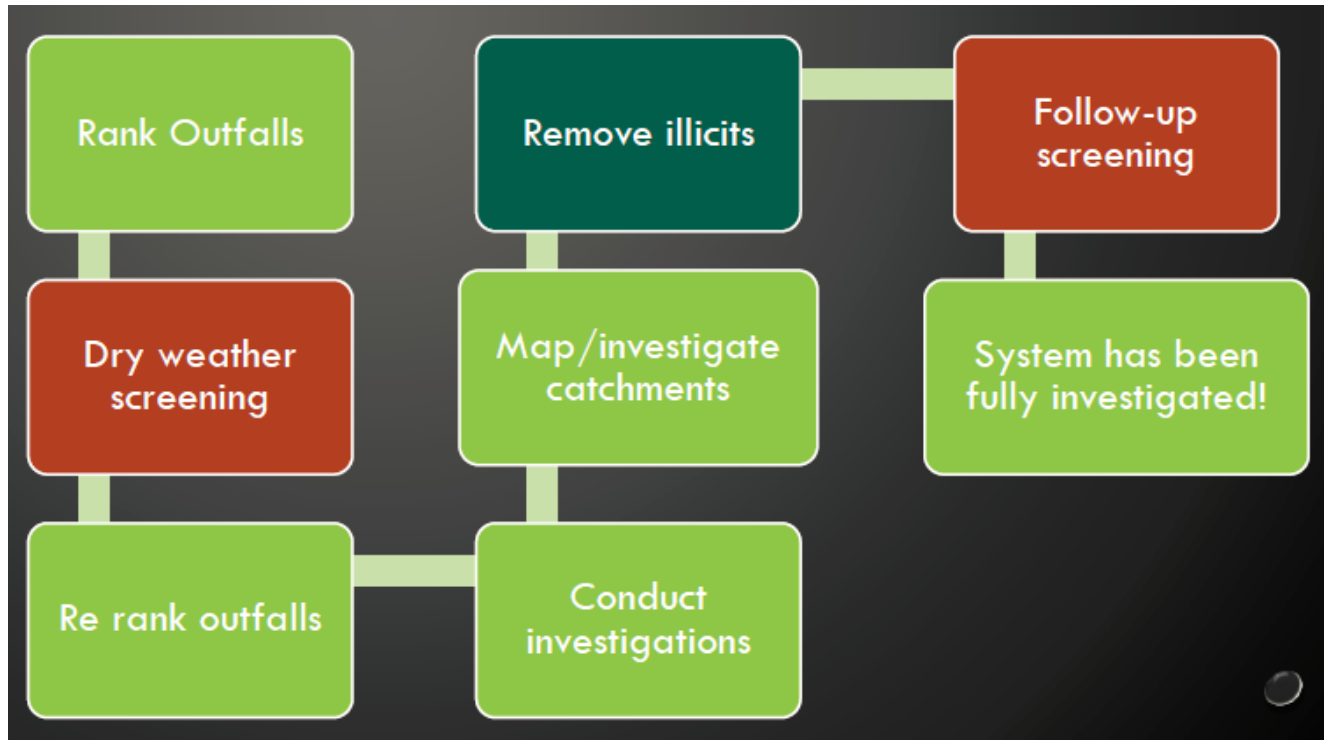 Rank Outfalls
Dry weather
screening
Re rank outfalls
Conduct
investigations
Map/investigate
catchments
Remove illicits
Follow-up
screening
System has been
fully investigated!